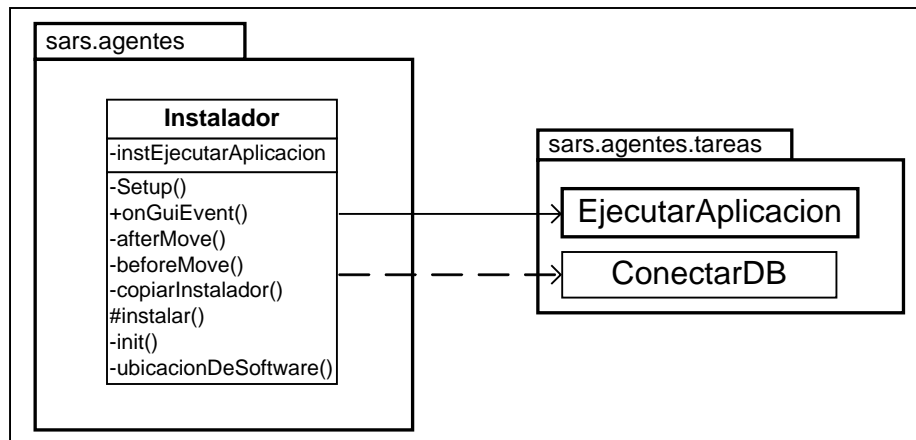 sars.agentes
Instalador
-instEjecutarAplicacion
-Setup()
+onGuiEvent()
-afterMove()
-beforeMove()
-copiarInstalador()
#instalar()
-init()
-ubicacionDeSoftware()
sars.agentes.tareas
EjecutarAplicacion
ConectarDB